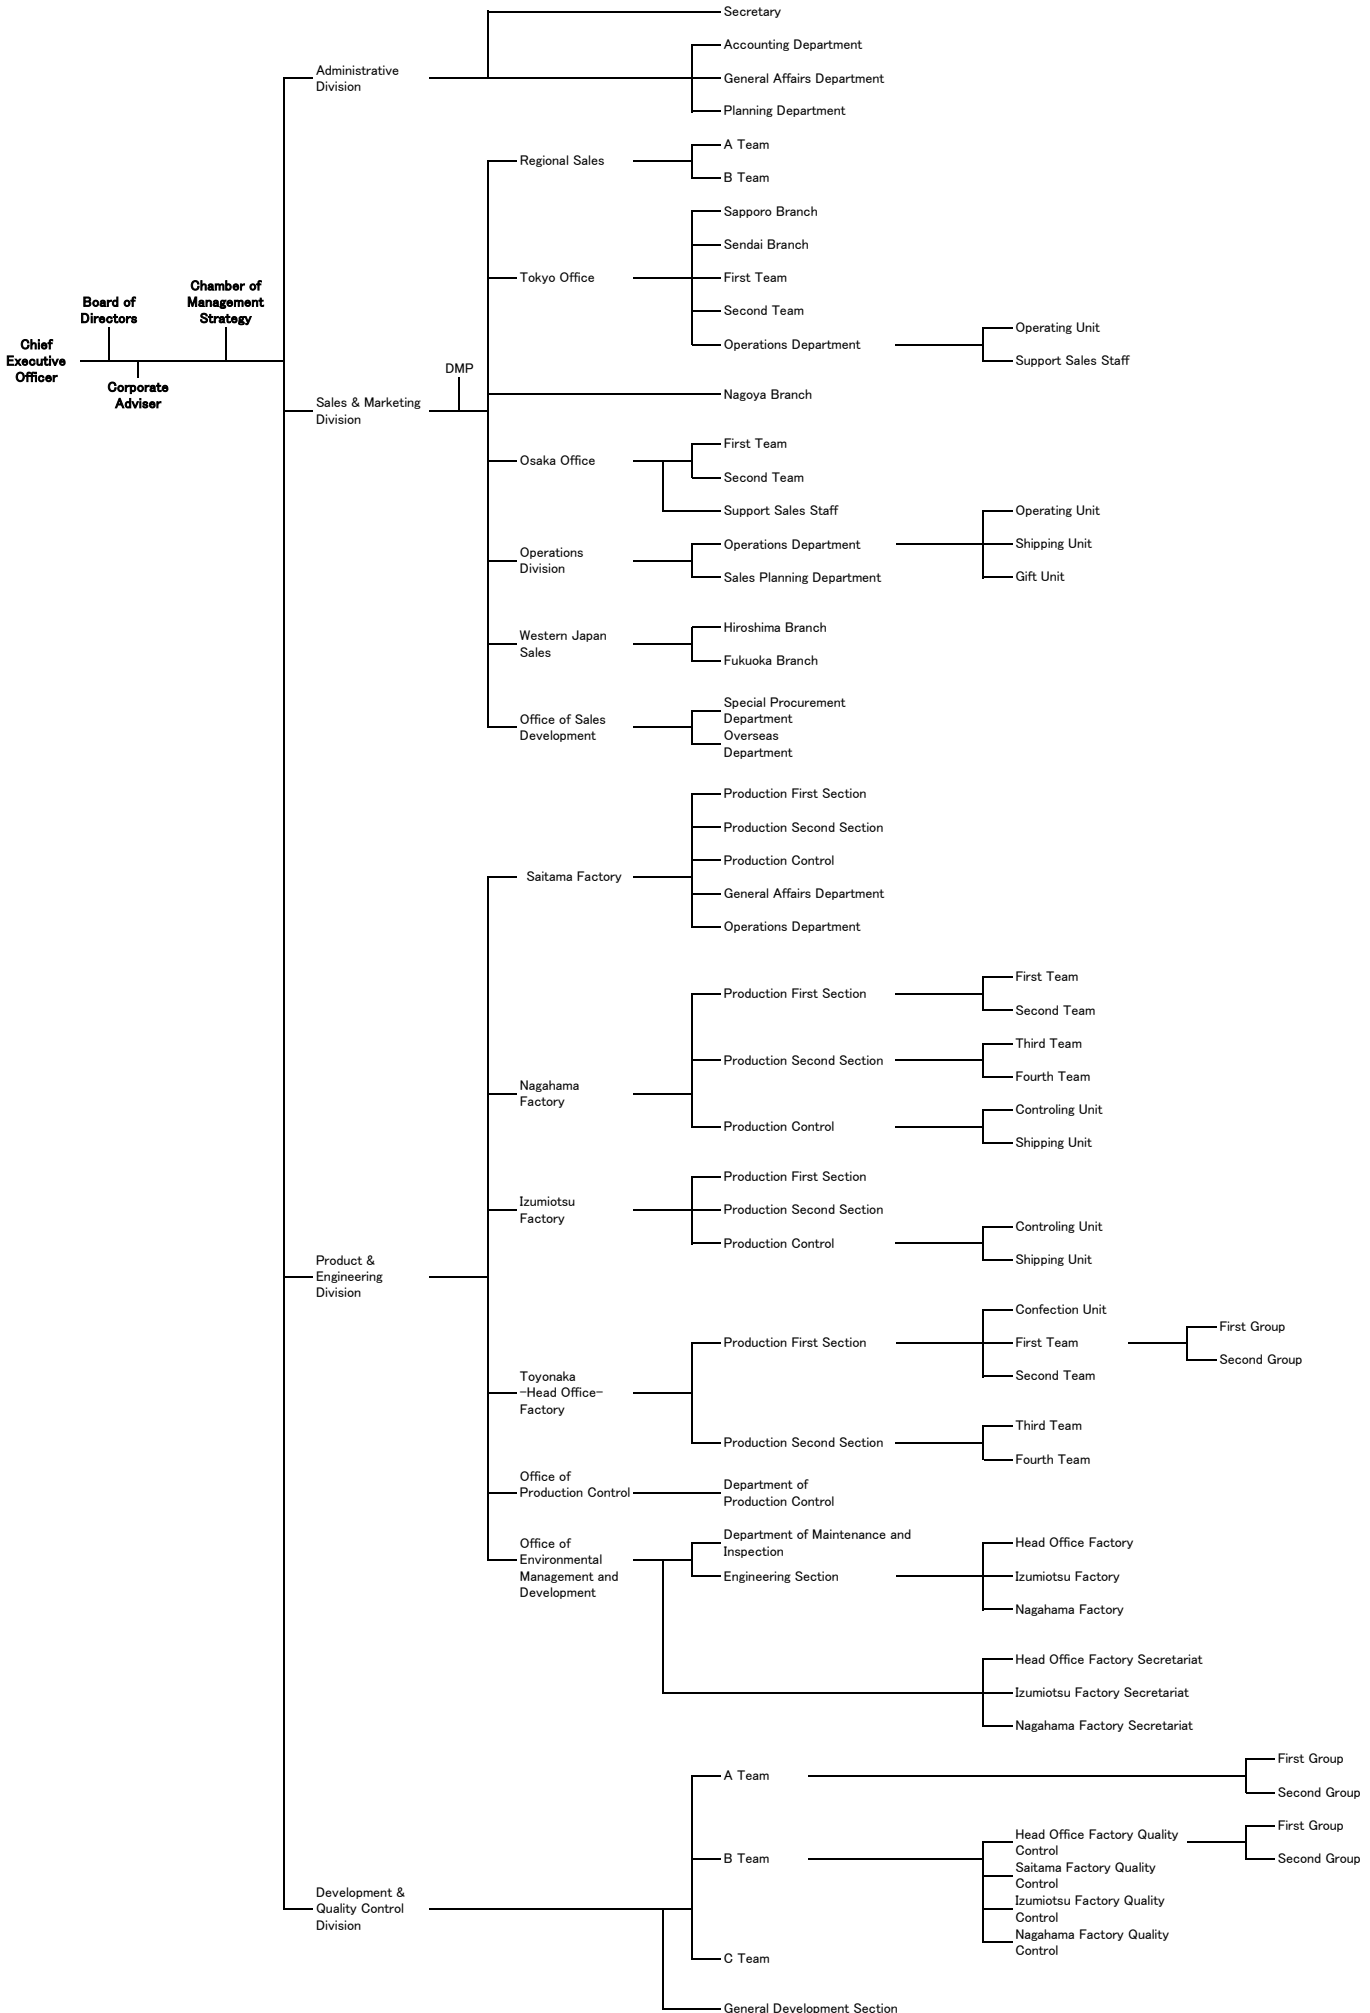 Secretary
Accounting Department
Administrative
Division
General Affairs Department
Planning Department
A Team
Regional Sales
B Team
Sapporo Branch
Sendai Branch
Tokyo Office
First Team
Second Team
Operations Department
Operating Unit
Support Sales Staff
Chief
Executive
Officer
Board of
Directors
Corporate
Adviser
Chamber of
Management
Strategy
DMP
Sales & Marketing
Division
Nagoya Branch
First Team
Osaka Office
Second Team
Support Sales Staff
Operations
Division
Operations Department
Sales Planning Department
Operating Unit
Shipping Unit
Gift Unit
Western Japan
Sales
Hiroshima Branch
Fukuoka Branch
Office of Sales
Development
Special Procurement
Department
Overseas
Department
Production First Section
Production Second Section
Production Control
Saitama Factory
General Affairs Department
Operations Department
Production First Section
First Team
Second Team
Production Second Section
Third Team
Fourth Team
Nagahama
Factory
Production Control
Controling Unit
Shipping Unit
Production First Section
Izumiotsu
Factory
Production Second Section
Production Control
Controling Unit
Shipping Unit
Product &
Engineering
Division
Production First Section
Confection Unit
First Team
Second Team
First Group
Second Group
Toyonaka
-Head Office-
Factory
Production Second Section
Third Team
Fourth Team
Office of
Production Control
Department of
Production Control
Office of
Environmental
Management and
Development
Department of Maintenance and
Inspection
Engineering Section
Head Office Factory
Izumiotsu Factory
Nagahama Factory
Head Office Factory Secretariat
Izumiotsu Factory Secretariat
Nagahama Factory Secretariat
A Team
First Group
Second Group
B Team
Head Office Factory Quality
Control
Saitama Factory Quality
Control
Izumiotsu Factory Quality
Control
Nagahama Factory Quality
Control
First Group
Second Group
Development &
Quality Control
Division
C Team
General Development Section